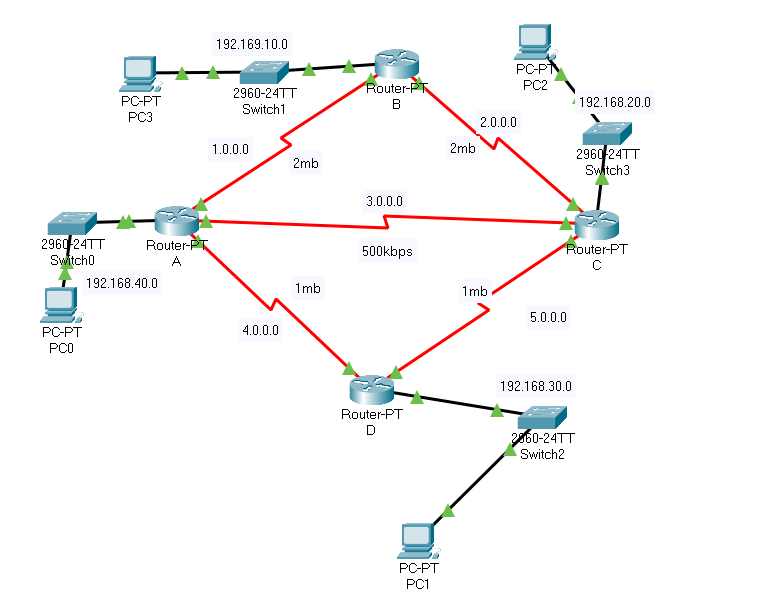 192.169.10.0
PC-PT
PC3
2960-24TT
Switch1
Router-PT
B
PC-PT
PC2
192.168.20.0
2960-24TT
Switch3
2.0.0.0
2mb
1.0.0.0
2mb
3.0.0.0
500kbps
2960-24TT
Switch0
Router-PT
A
Router-PT
C
192.168.40.0
PC-PT
PC0
1mb
4.0.0.0
1mb
5.0.0.0
Router-PT
D
192.168.30.0
2960-24TT
Switch2
PC-PT
PC1